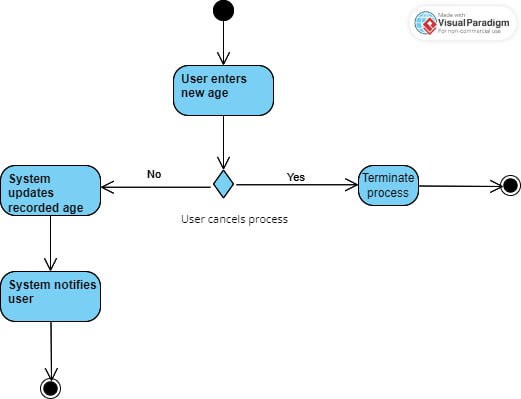 Made with
Visual Paradigm
For non-commercial use
User enters
new age
No
Yes
System
updates
recorded age
Terminate
process
User cancels process
System notifies
user